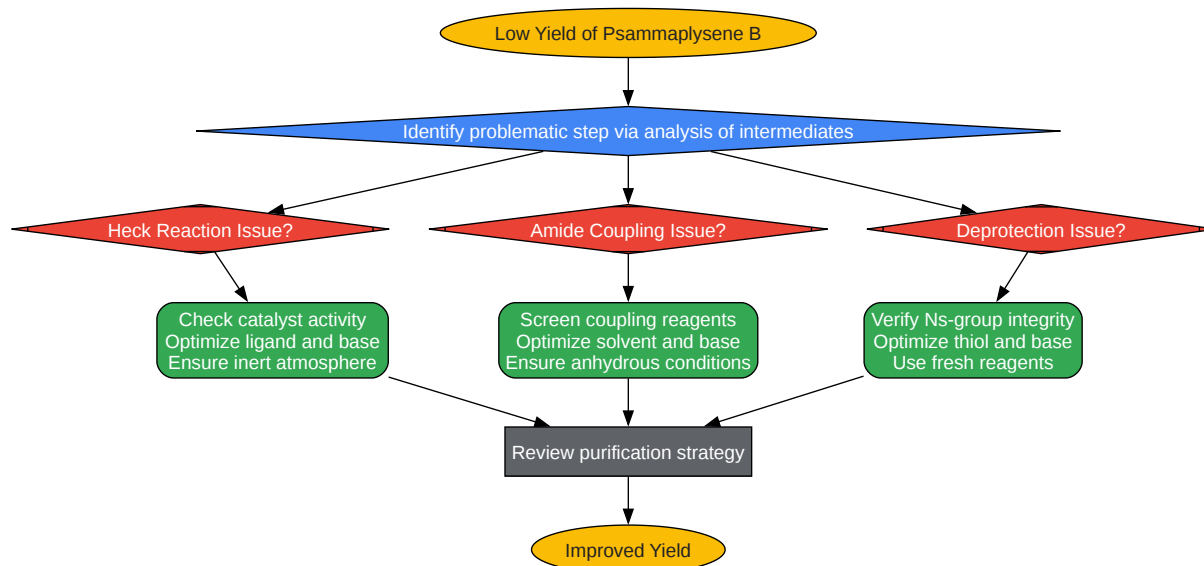 Low Yield of Psammaplysene B
Identify problematic step via analysis of intermediates
Heck Reaction Issue?
Amide Coupling Issue?
Deprotection Issue?
Check catalyst activity
Optimize ligand and base
Ensure inert atmosphere
Screen coupling reagents
Optimize solvent and base
Ensure anhydrous conditions
Verify Ns-group integrity
Optimize thiol and base
Use fresh reagents
Review purification strategy
Improved Yield